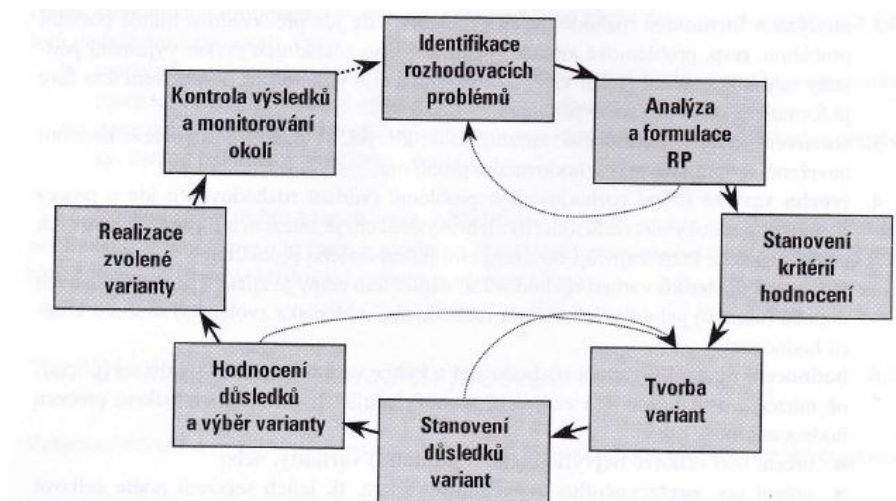 Identifikace
rozhodovacích
problémů
Analýza
a formulace
RP
Stanovení
kritérií
hodnocení
Tvorba
variant
Stanovení
důsledků
variant
Hodnocení
důsledků
a výběr varianty
Realizace
zvolené
varianty
Kontrola výsledků
a monitorování
okolí